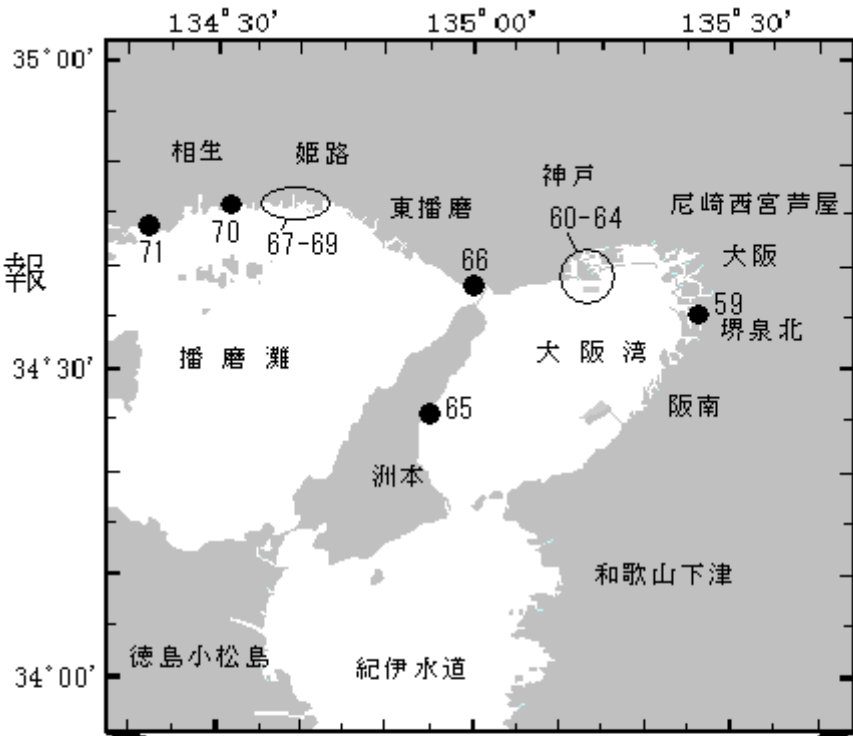 134°30' 135°00' 135°30'
35°00'
相生 姫路
神戸
東播磨 尼崎西宮芦屋
60-64
70 67-69
71
66 大阪
報
59
堺泉北
播磨灘 大阪湾
34°30'
65 阪南
洲本
和歌山下津
徳島小松島 紀伊水道
34°00'